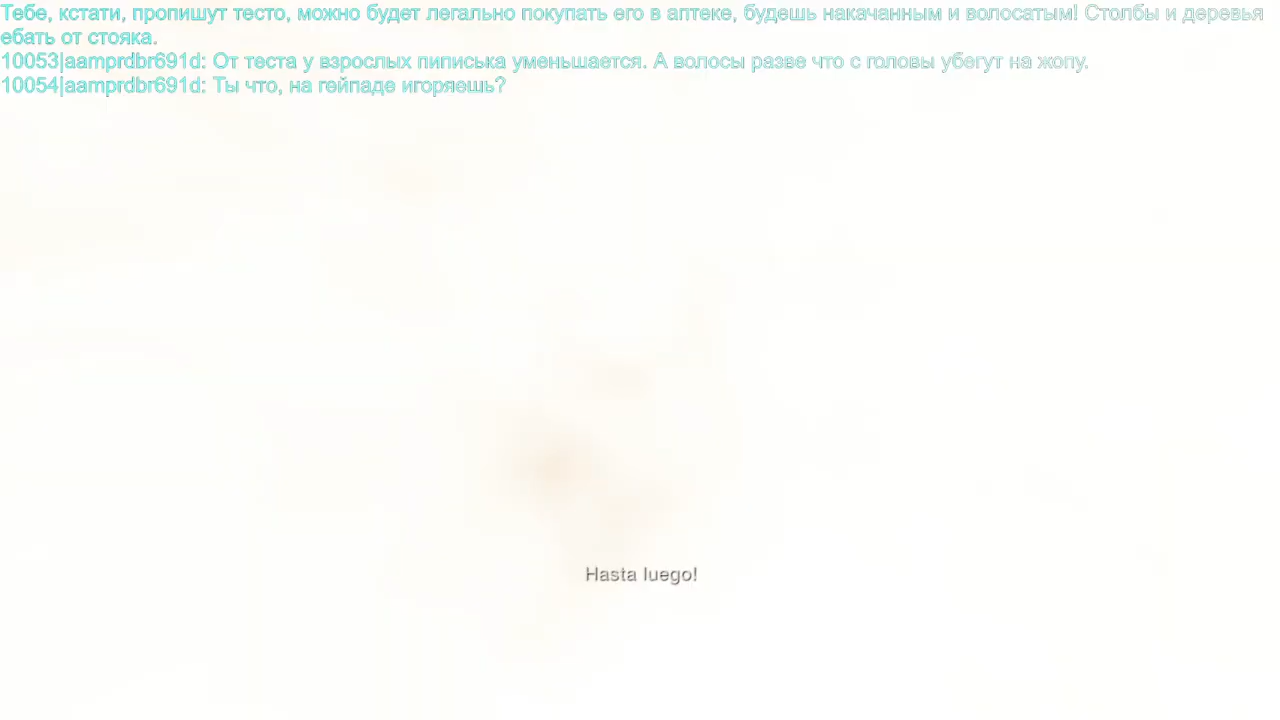 Тебе, кстати, пропишут тесто, можно будет легально покупать его в аптеке, будешь накачанным и волосатым! Столбы и деревья
ебать от стояка.
10053|aamprdbr691d: От теста у взрослых пиписька уменьшается. А волосы разве что с головы убегут на жопу.
10054|aamprdbr691d: Ты что, на гейпаде игоряешь?
Hasta luego!